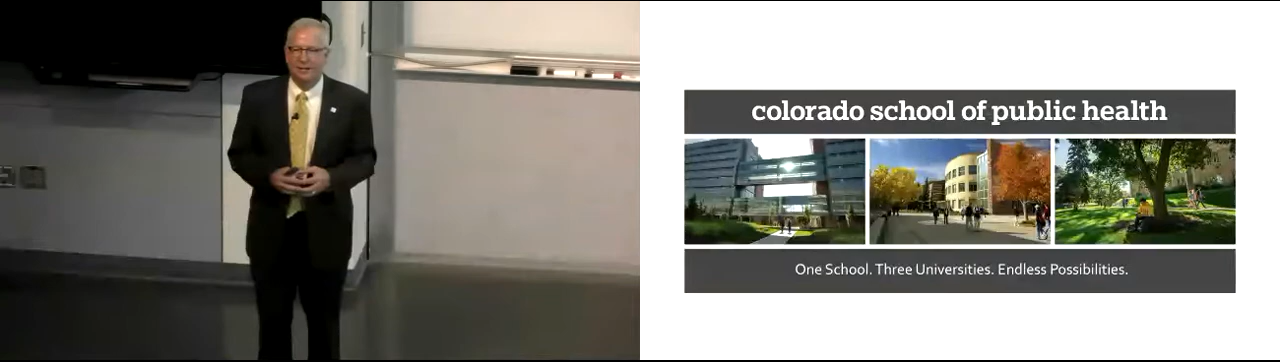 colorado school of public health
One School. Three Universities. Endless Possibilities.